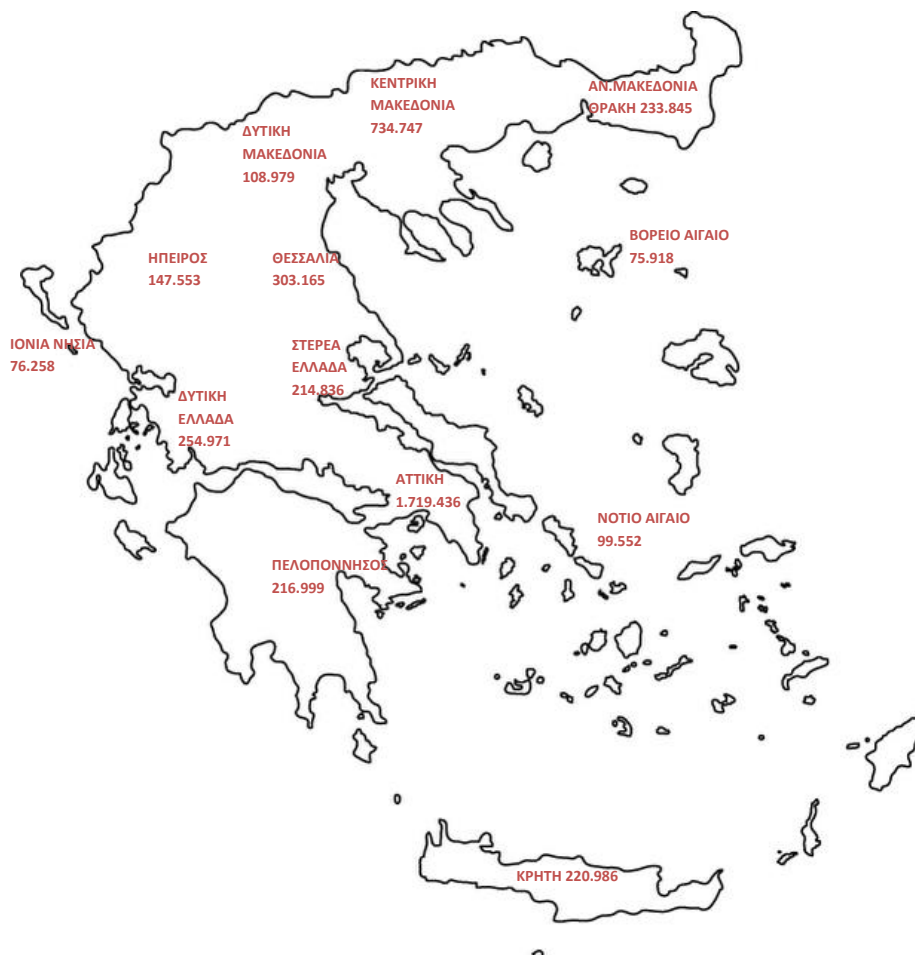 ΚΕΝΤΡΙΚΗ
ΜΑΚΕΔΟΝΙΑ
734.747
ΑΝ.ΜΑΚΕΔΟΝΙΑ
ΘΡΑΚΗ 233.845
ΔΥΤΙΚΗ
ΜΑΚΕΔΟΝΙΑ
108.979
ΒΟΡΕΙΟ ΑΙΓΑΙΟ
75.918
ΗΠΕΙΡΟΣ
147.553
ΘΕΣΣΑΛΙΑ
303.165
ΙΟΝΙΑ ΝΗΣΙΑ
76.258
ΣΤΕΡΕΑ
ΕΛΛΑΔΑ
214.836
ΔΥΤΙΚΗ
ΕΛΛΑΔΑ
254.971
ΑΤΤΙΚΗ
1.719.436
ΝΟΤΙΟ ΑΙΓΑΙΟ
99.552
ΠΕΛΟΠΟΝΝΗΣΟΣ
216.999
ΚΡΗΤΗ 220.986